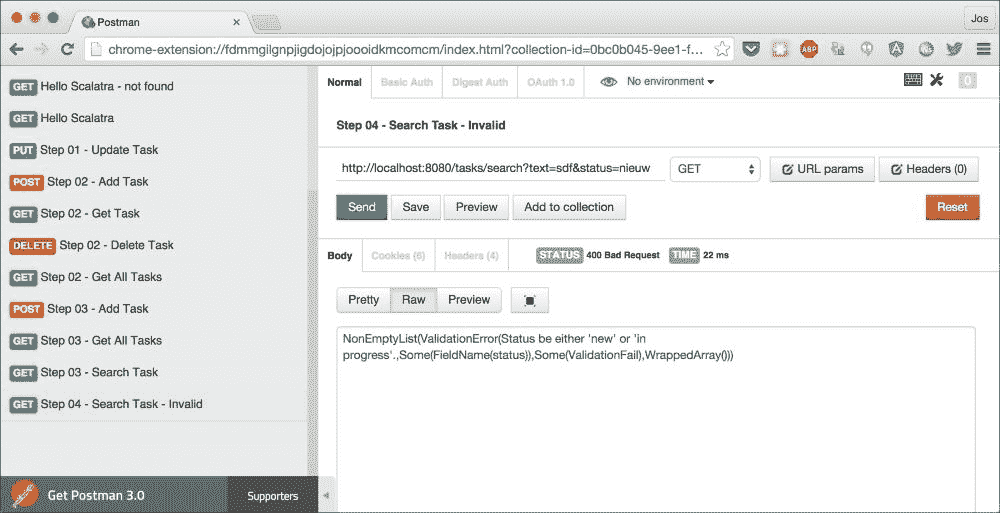 Postman
Jos
chrome-extension://fdmmgilgnpjigdojojpjoooidkmcomcm/index.html?collection-id=0bc0b045-9ee1-f...
ABP
GET Hello Scalatra - not found
GET Hello Scalatra
PUT Step 01 - Update Task
POST Step 02 - Add Task
GET Step 02 - Get Task
DELETE Step 02 - Delete Task
GET Step 02 - Get All Tasks
POST Step 03 - Add Task
GET Step 03 - Get All Tasks
GET Step 03 - Search Task
GET Step 04 - Search Task - Invalid
Get Postman 3.0
Supporters
Normal Basic Auth Digest Auth OAuth 1.0 No environment 0
Step 04 - Search Task - Invalid
http://localhost:8080/tasks/search?text=sdf&status=nieuw GET URL params Headers (0)
Send Save Preview Add to collection Reset
Body Cookies (6) Headers (4) STATUS 400 Bad Request TIME 22 ms
Pretty Raw Preview
NonEmptyList(ValidationError(Status be either 'new' or 'in
progress'.,Some(FieldName(status)),Some(ValidationFail),WrappedArray()))